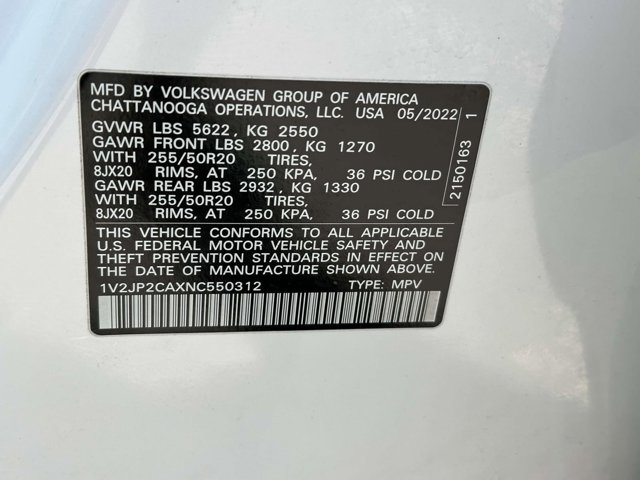 MFD BY VOLKSWAGEN GROUP OF AMERICA
CHATTANOOGA OPERATIONS, LLC. USA 05/2022
GVWR LBS 5622, KG 2550
GAWR FRONT LBS 2800, KG 1270
WITH 255/50R20 TIRES,
8JX20 RIMS, AT 250 KPA, 36 PSI COLD
GAWR REAR LBS 2932, KG 1330
WITH 255/50R20 TIRES,
8JX20 RIMS, AT 250 KPA, 36 PSI COLD
THIS VEHICLE CONFORMS TO ALL APPLICABLE
U.S. FEDERAL MOTOR VEHICLE SAFETY AND
THEFT PREVENTION STANDARDS IN EFFECT ON
THE DATE OF MANUFACTURE SHOWN ABOVE.
1V2JP2CAXNC550312 TYPE: MPV
2150163 1